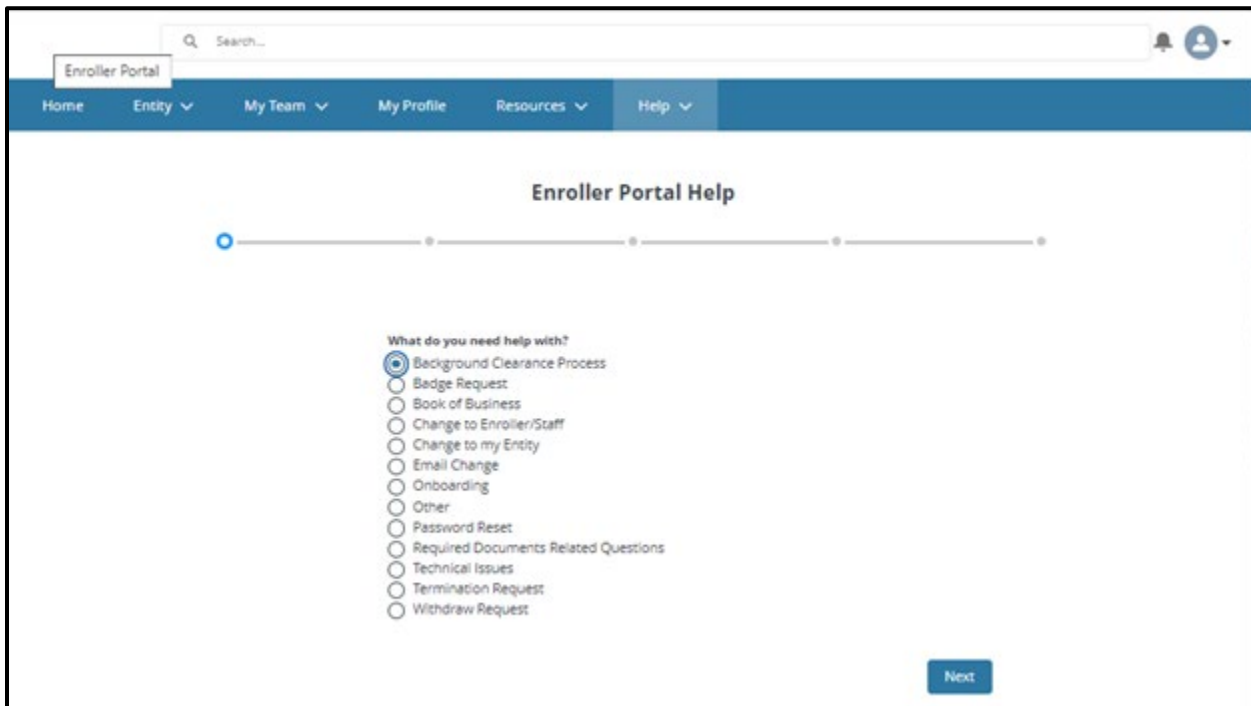 Search...
Enroller Portal
Home Entity My Team My Profile Resources Help
Enroller Portal Help
What do you need help with?
Background Clearance Process
Badge Request
Book of Business
Change to Enroller/Staff
Change to my Entity
Email Change
Onboarding
Other
Password Reset
Required Documents Related Questions
Technical Issues
Termination Request
Withdraw Request
Next